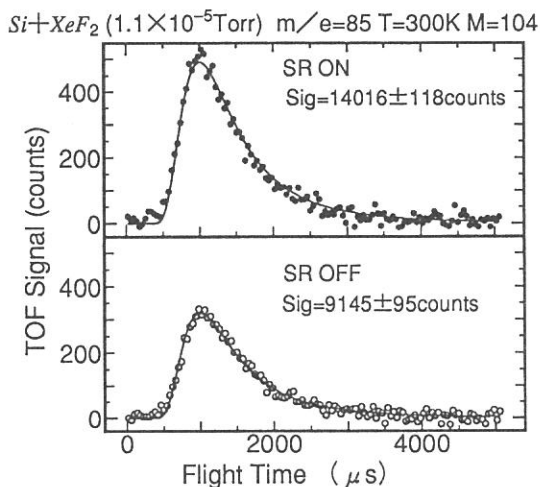 Si+XeF₂ (1.1×10⁻⁵Torr) m/e=85 T=300K M=104
SR ON
Sig=14016±118counts
400
200
0
SR OFF
Sig=9145±95counts
400
200
0
TOF Signal (counts)
0 2000 4000
Flight Time (μs)